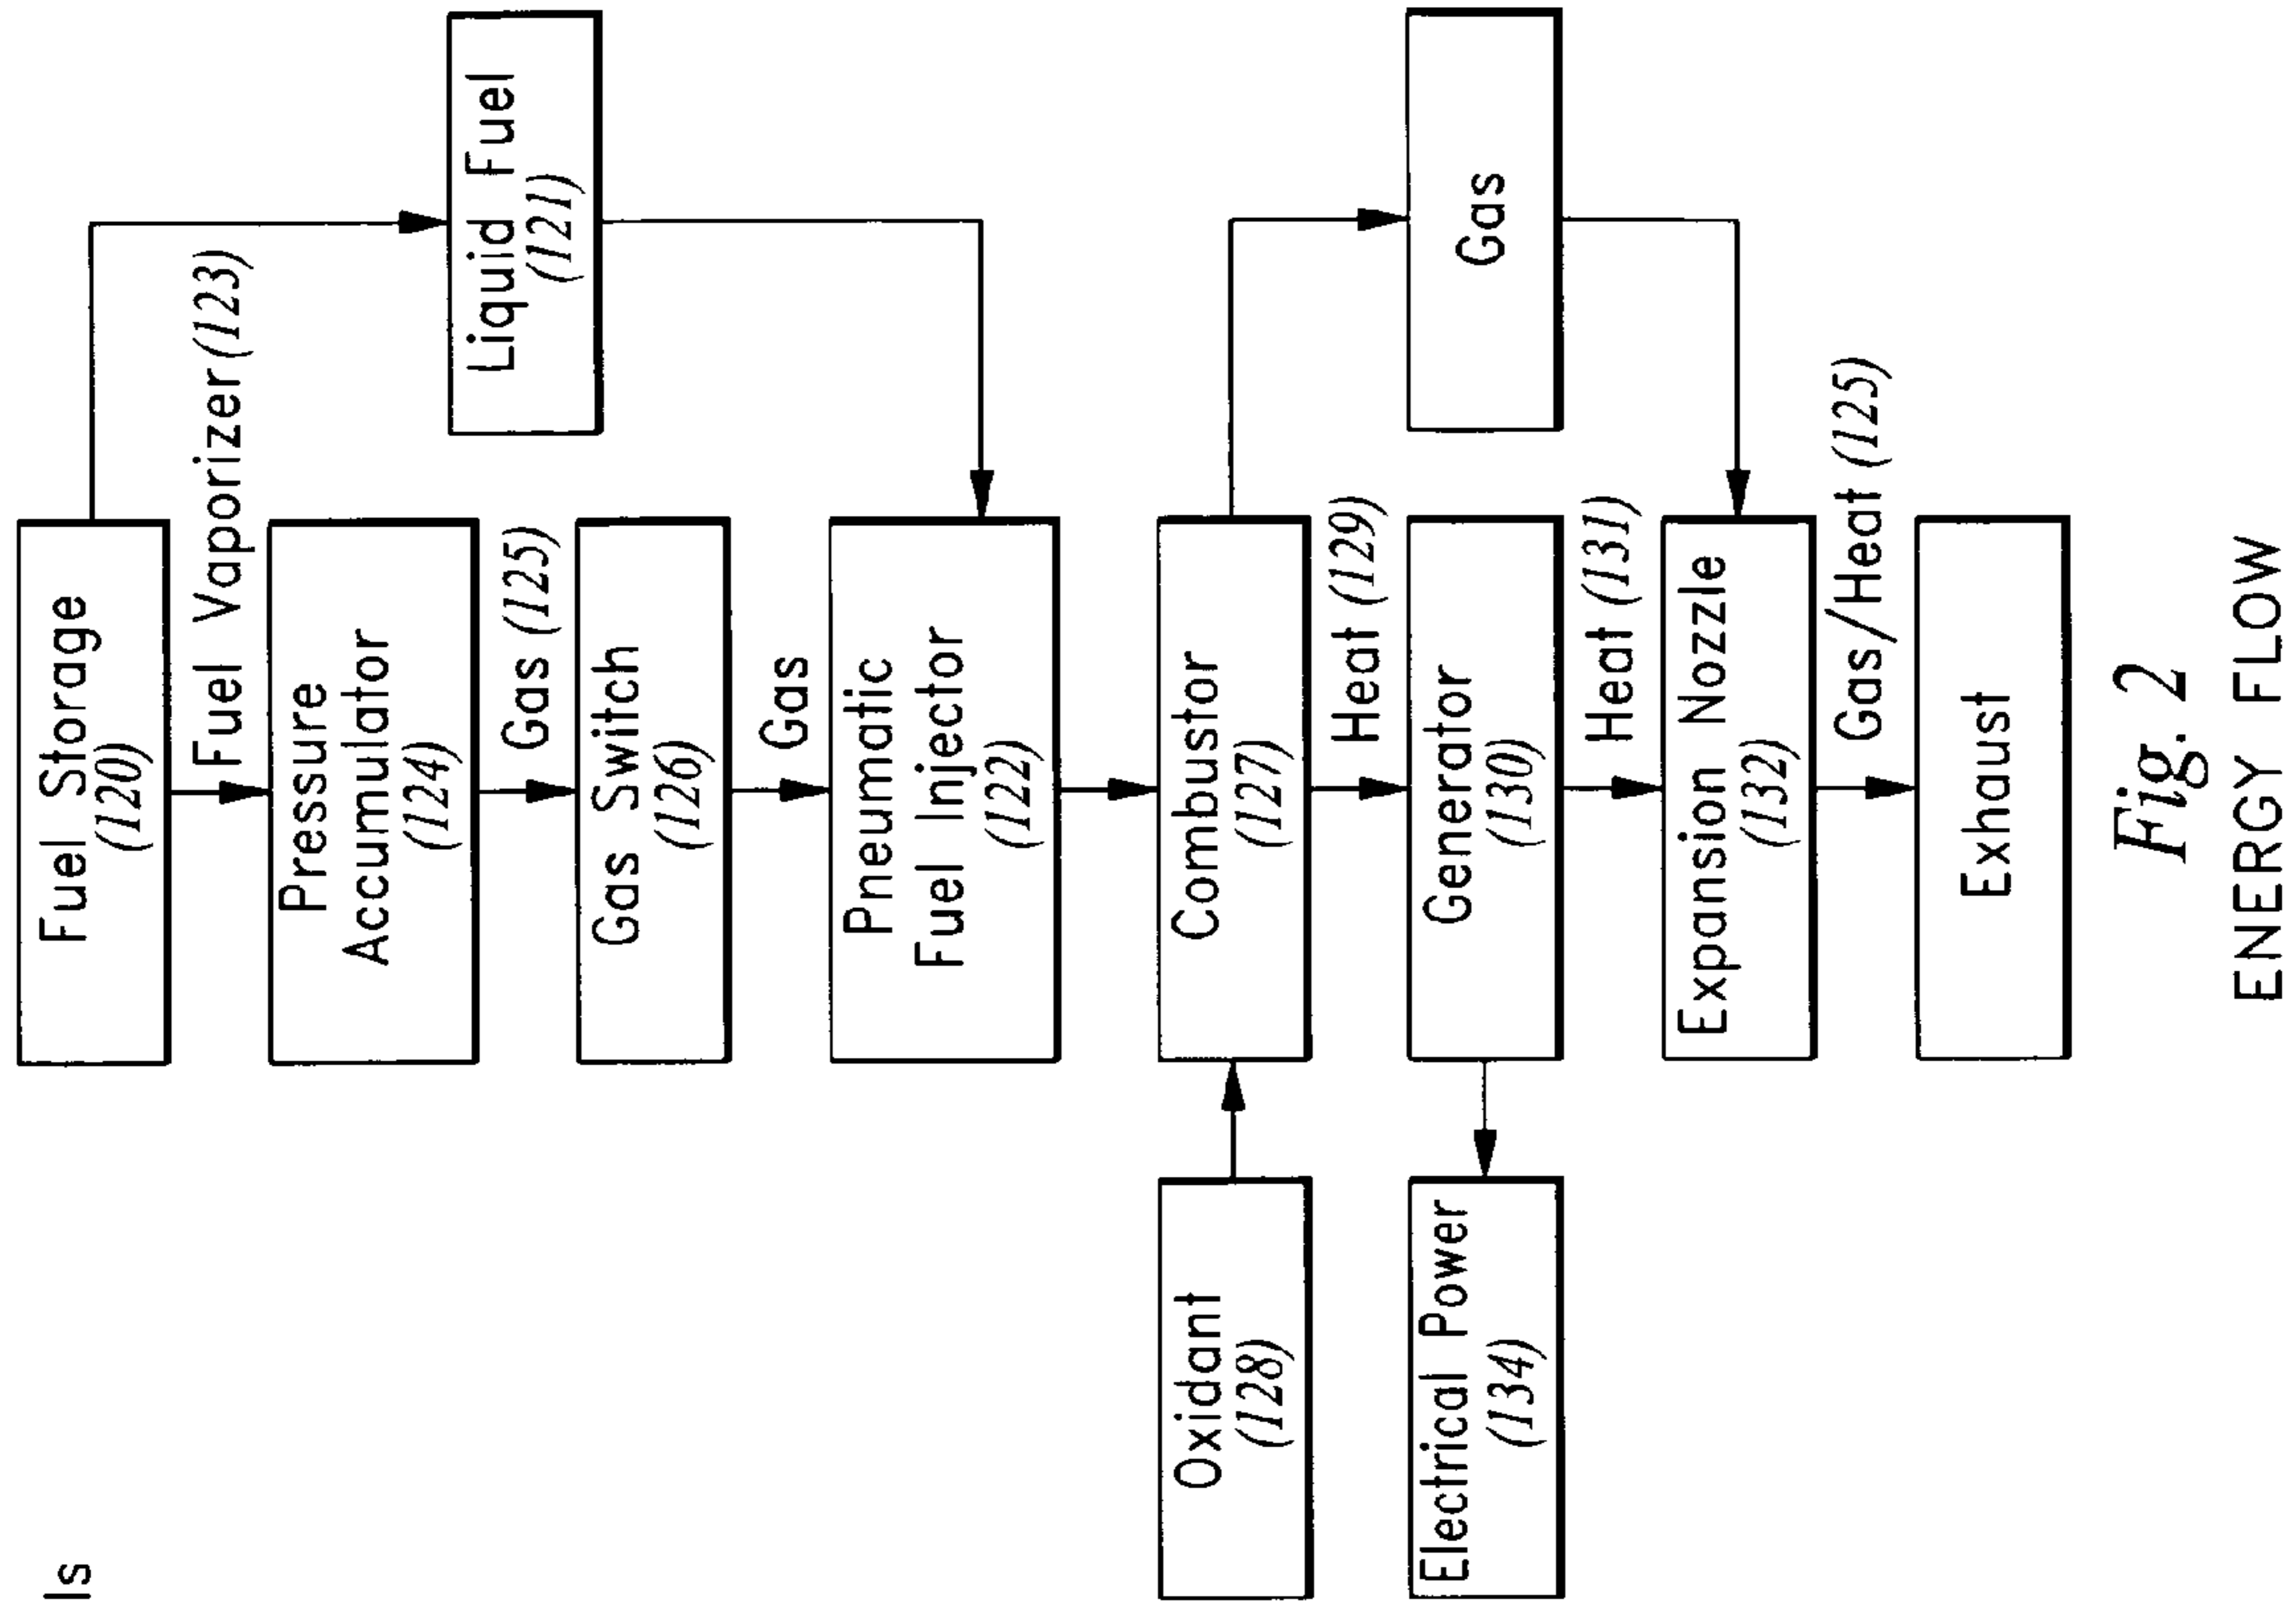 Is
Fuel Storage
(120)
Fuel Vaporizer (123)
Liquid Fuel
(121)
Pressure
Accumulator
(124)
Gas (125)
Gas Switch
(126)
Gas
Pneumatic
Fuel Injector
(122)
Oxidant
(128)
Combustor
(127)
Heat (129)
Gas
Electrical Power
(134)
Generator
(130)
Heat (131)
Expansion Nozzle
(132)
Gas/Heat (125)
Exhaust
Fig. 2
ENERGY FLOW